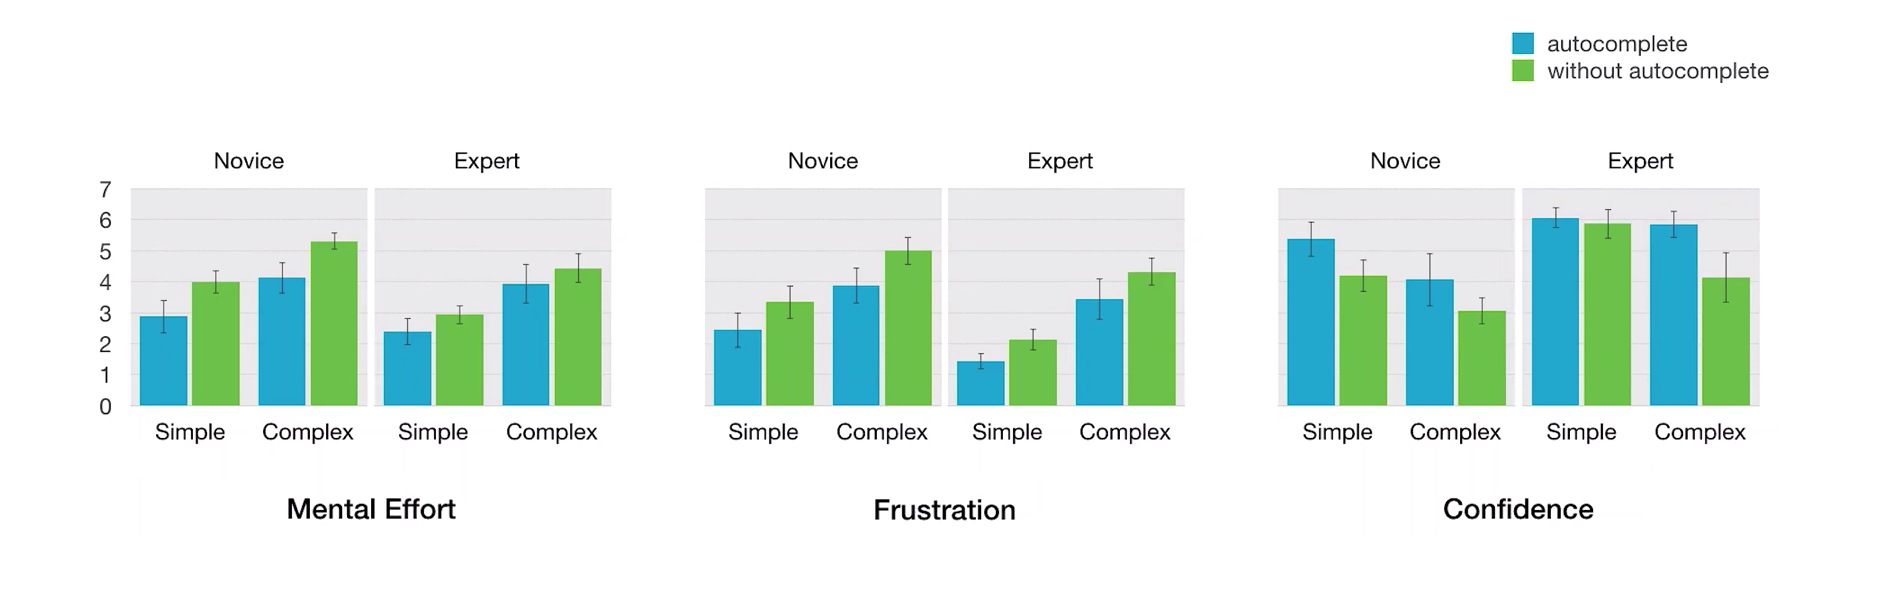 autocomplete
without autocomplete
Novice Expert Novice Expert Novice Expert
7
6
5
4
3
2
1
0
Simple Complex Simple Complex Simple Complex Simple Complex Simple Complex Simple Complex
Mental Effort Frustration Confidence